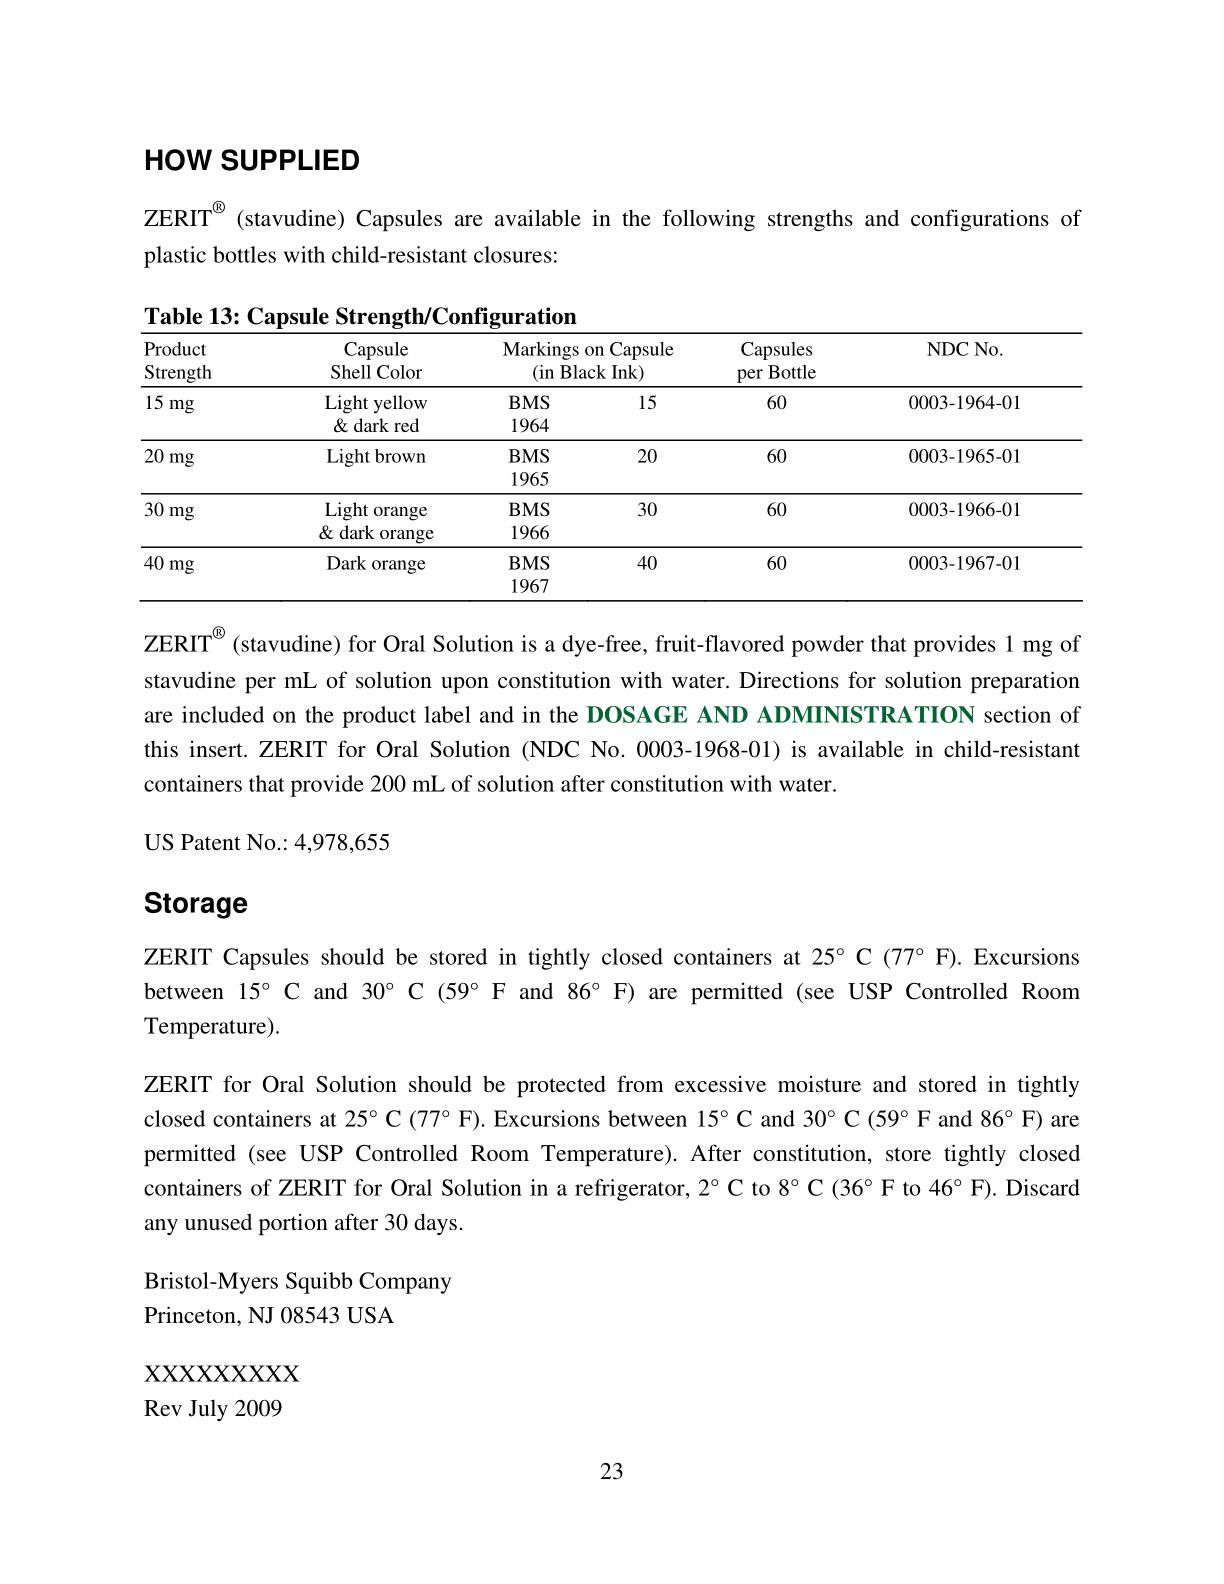 HOW SUPPLIED
ZERIT® (stavudine) Capsules are available in the following strengths and configurations of
plastic bottles with child-resistant closures:
Table 13: Capsule Strength/Configuration
Product Capsule Markings on Capsule Capsules NDC No.
Strength Shell Color (in Black Ink) per Bottle
15 mg Light yellow BMS 15 60 0003-1964-01
& dark red 1964
20 mg Light brown BMS 20 60 0003-1965-01
1965
30 mg Light orange BMS 30 60 0003-1966-01
& dark orange 1966
40 mg Dark orange BMS 40 60 0003-1967-01
1967
ZERIT® (stavudine) for Oral Solution is a dye-free, fruit-flavored powder that provides 1 mg of
stavudine per mL of solution upon constitution with water. Directions for solution preparation
are included on the product label and in the DOSAGE AND ADMINISTRATION section of
this insert. ZERIT for Oral Solution (NDC No. 0003-1968-01) is available in child-resistant
containers that provide 200 mL of solution after constitution with water.
US Patent No.: 4,978,655
Storage
ZERIT Capsules should be stored in tightly closed containers at 25° C (77° F). Excursions
between 15° C and 30° C (59° F and 86° F) are permitted (see USP Controlled Room
Temperature).
ZERIT for Oral Solution should be protected from excessive moisture and stored in tightly
closed containers at 25° C (77° F). Excursions between 15° C and 30° C (59° F and 86° F) are
permitted (see USP Controlled Room Temperature). After constitution, store tightly closed
containers of ZERIT for Oral Solution in a refrigerator, 2° C to 8° C (36° F to 46° F). Discard
any unused portion after 30 days.
Bristol-Myers Squibb Company
Princeton, NJ 08543 USA
XXXXXXXXX
Rev July 2009
23